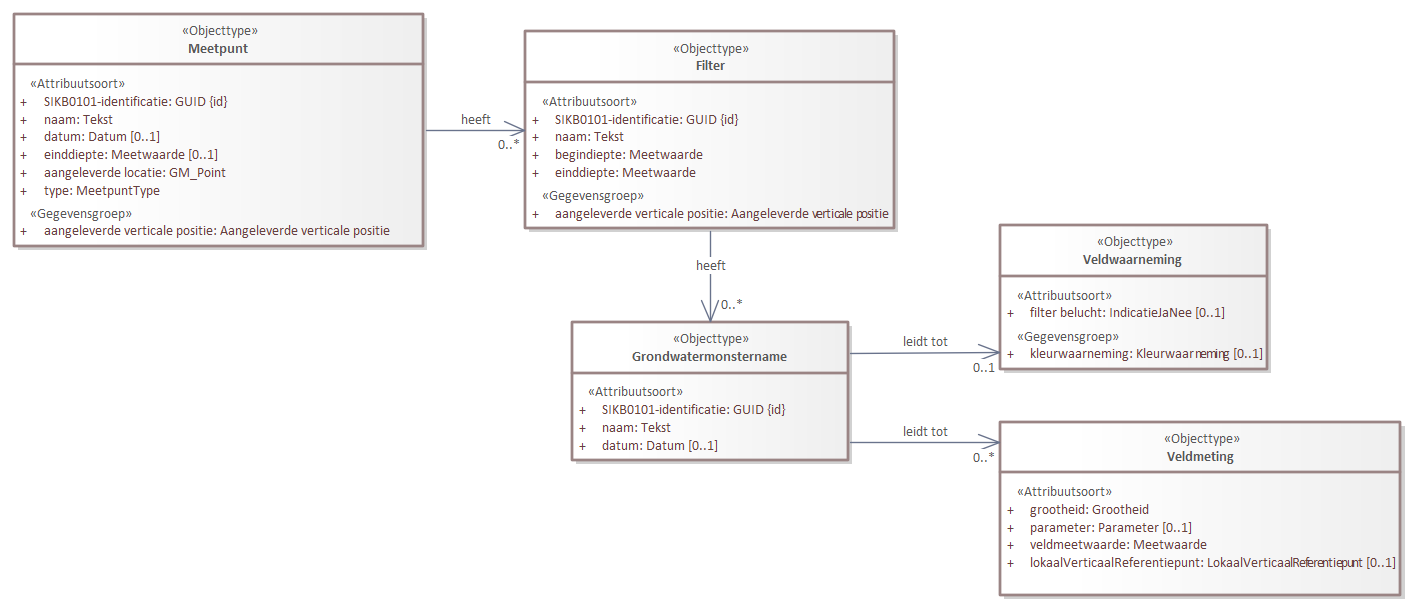 «Objecttype»
Meetpunt
«Attribuutsoort»
+ SIKB0101-identificatie: GUID {id}
+ naam: Tekst
+ datum: Datum [0..1]
+ einddiepte: Meetwaarde [0..1]
+ aangeleverde locatie: GM_Point
+ type: MeetpuntType
«Gegevensgroep»
+ aangeleverde verticale positie: Aangeleverde verticale positie
heeft
0..*
«Objecttype»
Filter
«Attribuutsoort»
+ SIKB0101-identificatie: GUID {id}
+ naam: Tekst
+ begindiepte: Meetwaarde
+ einddiepte: Meetwaarde
«Gegevensgroep»
+ aangeleverde verticale positie: Aangeleverde verticale positie
heeft
0..*
«Objecttype»
Grondwatermonstername
«Attribuutsoort»
+ SIKB0101-identificatie: GUID {id}
+ naam: Tekst
+ datum: Datum [0..1]
leidt tot
0..1
«Objecttype»
Veldwaarneming
«Attribuutsoort»
+ filter belucht: IndicatieJaNee [0..1]
«Gegevensgroep»
+ kleurwaarneming: Kleurwaarneming [0..1]
leidt tot
0..*
«Objecttype»
Veldmeting
«Attribuutsoort»
+ grootheid: Grootheid
+ parameter: Parameter [0..1]
+ veldmeetwaarde: Meetwaarde
+ lokaalVerticaalReferentiepunt: LokaalVerticaalReferentiepunt [0..1]